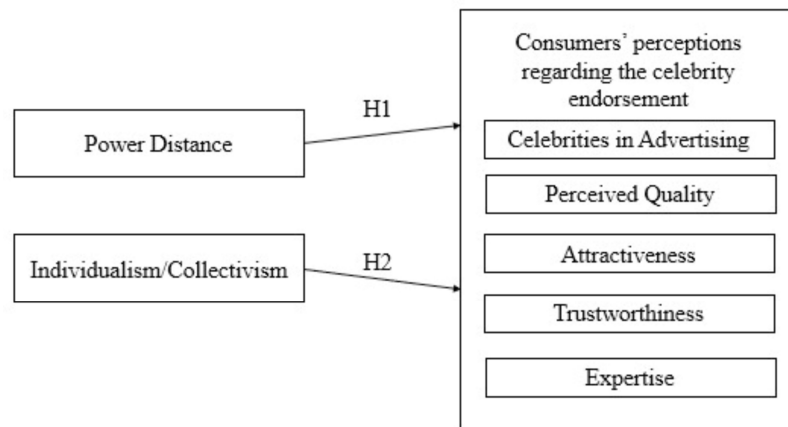 Consumers' perceptions
regarding the celebrity
endorsement
H1
Power Distance
Celebrities in Advertising
Perceived Quality
Individualism/Collectivism
H2
Attractiveness
Trustworthiness
Expertise